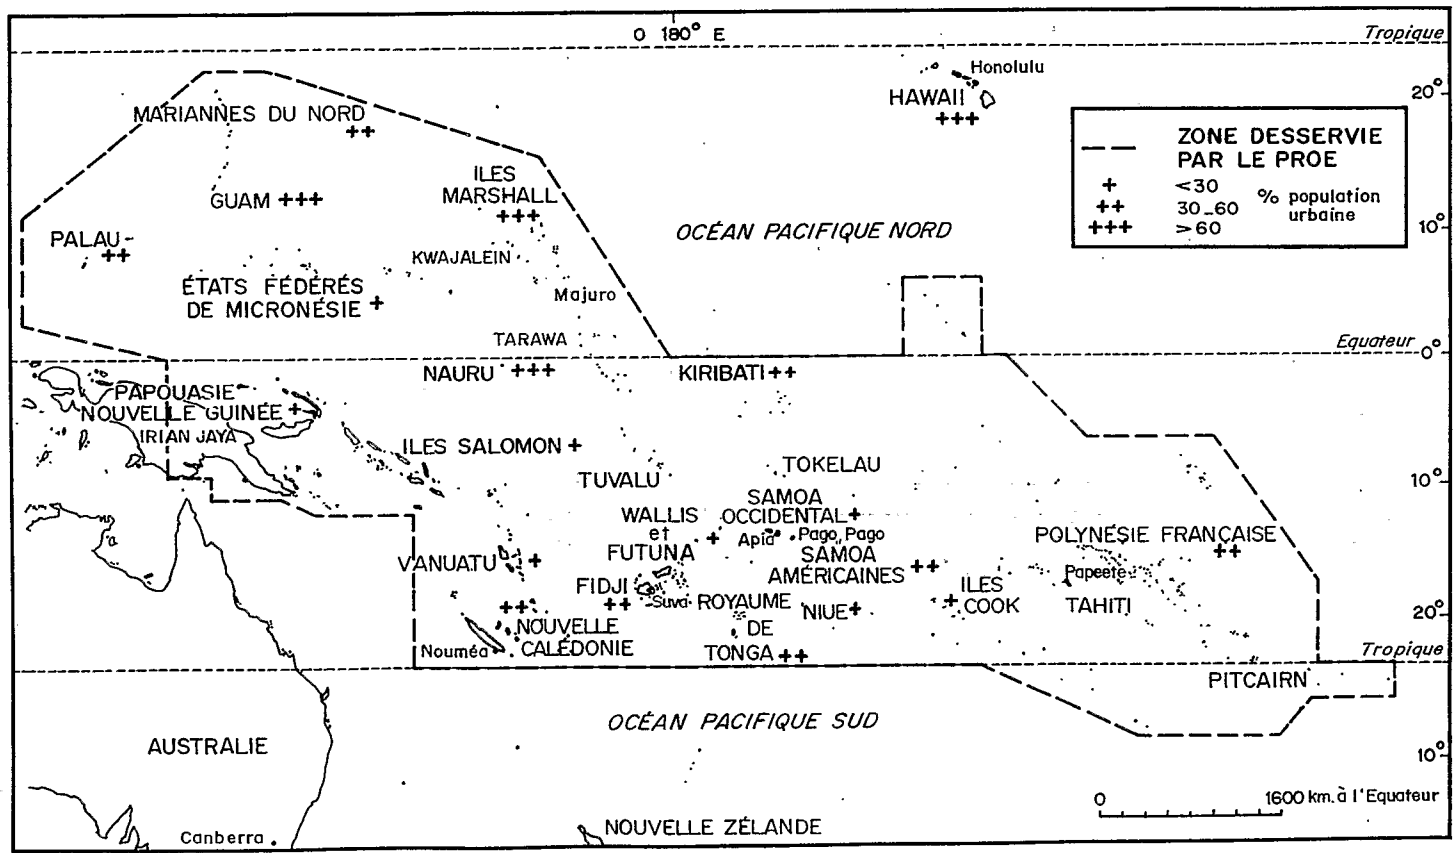 O 180° E
Tropique
Honolulu
HAWAII
+++
20°
MARIANNES DU NORD
++
ZONE DESSERVIE
PAR LE PROE
+ <30
++ 30_60 % population
urbaine
+++ >60
ILES
MARSHALL
+++
GUAM +++
OCÉAN PACIFIQUE NORD
10°
PALAU
++
KWAJALEIN
ÉTATS FÉDÉRÉS
DE MICRONÉSIE +
Majuro
TARAWA
Equateur
0°
NAURU +++
KIRIBATI ++
PAPOUASIE
NOUVELLE GUINÉE +
IRIAN JAYA
ILES SALOMON +
TOKELAU
TUVALU
10°
SAMOA
OCCIDENTAL +
WALLIS
et
FUTUNA +
Apia
Pago, Pago
SAMOA
AMÉRICAINES ++
POLYNÉSIE FRANÇAISE
++
VANUATU +
Papeete
TAHITI
FIDJI
++
Suva
ROYAUME
DE
TONGA ++
NIUE +
+ ILES
COOK
20°
++
NOUVELLE
CALÉDONIE
Nouméa
Tropique
PITCAIRN
OCÉAN PACIFIQUE SUD
AUSTRALIE
10°
0 1600 km. à l'Equateur
NOUVELLE ZÉLANDE
Canberra